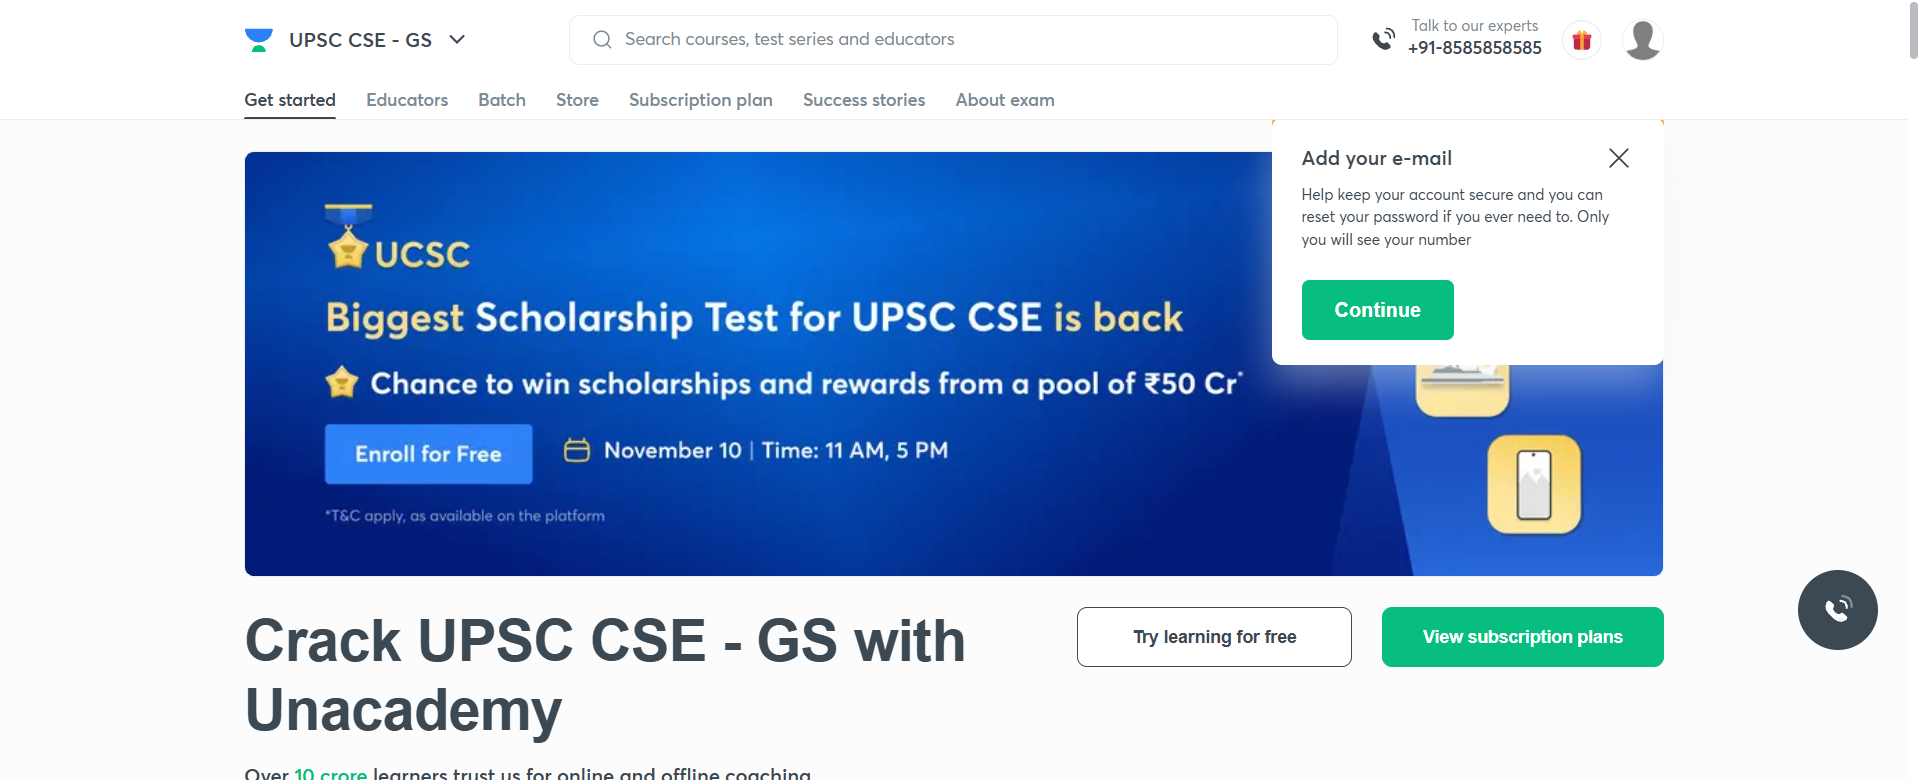 UPSC CSE - GS
Search courses, test series and educators
Talk to our experts
+91-8585858585
Get started
Educators
Batch
Store
Subscription plan
Success stories
About exam
Add your e-mail
Help keep your account secure and you can
reset your password if you ever need to. Only
you will see your number
Continue
UCSC
Biggest Scholarship Test for UPSC CSE is back
Chance to win scholarships and rewards from a pool of ₹50 Cr*
Enroll for Free
November 10 | Time: 11 AM, 5 PM
*T&C apply, as available on the platform
Crack UPSC CSE - GS with
Unacademy
Try learning for free
View subscription plans
Over 10 crore learners trust us for online and offline coaching